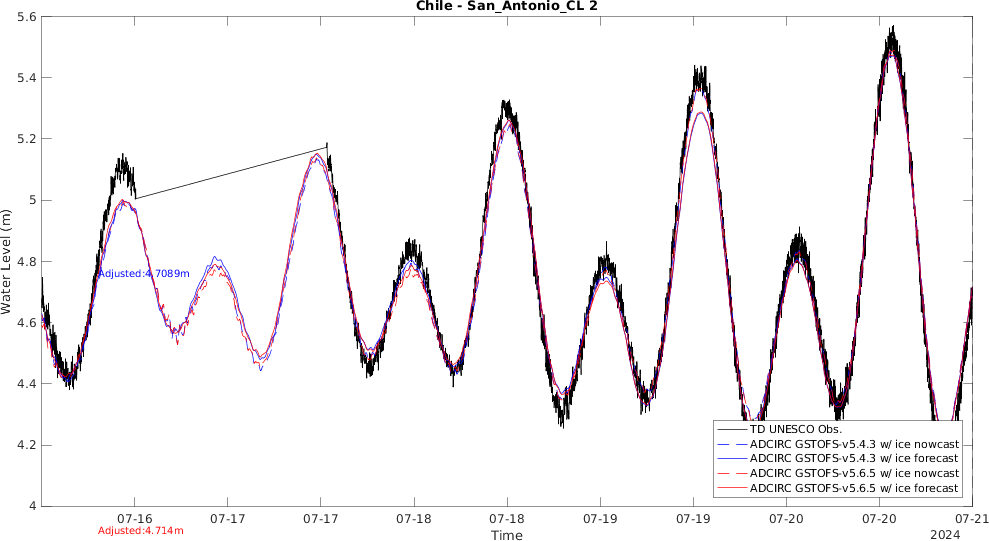 Chile - San_Antonio_CL 2
5.6
5.4
5.2
5
4.8
4.6
4.4
4.2
4
Water Level (m)
Adjusted:4.7089m
TD UNESCO Obs.
ADCIRC GSTOFS-v5.4.3 w/ ice nowcast
ADCIRC GSTOFS-v5.4.3 w/ ice forecast
ADCIRC GSTOFS-v5.6.5 w/ ice nowcast
ADCIRC GSTOFS-v5.6.5 w/ ice forecast
07-16 07-17 07-17 07-18 07-18 07-19 07-19 07-20 07-20 07-21
Adjusted:4.714m
Time
2024